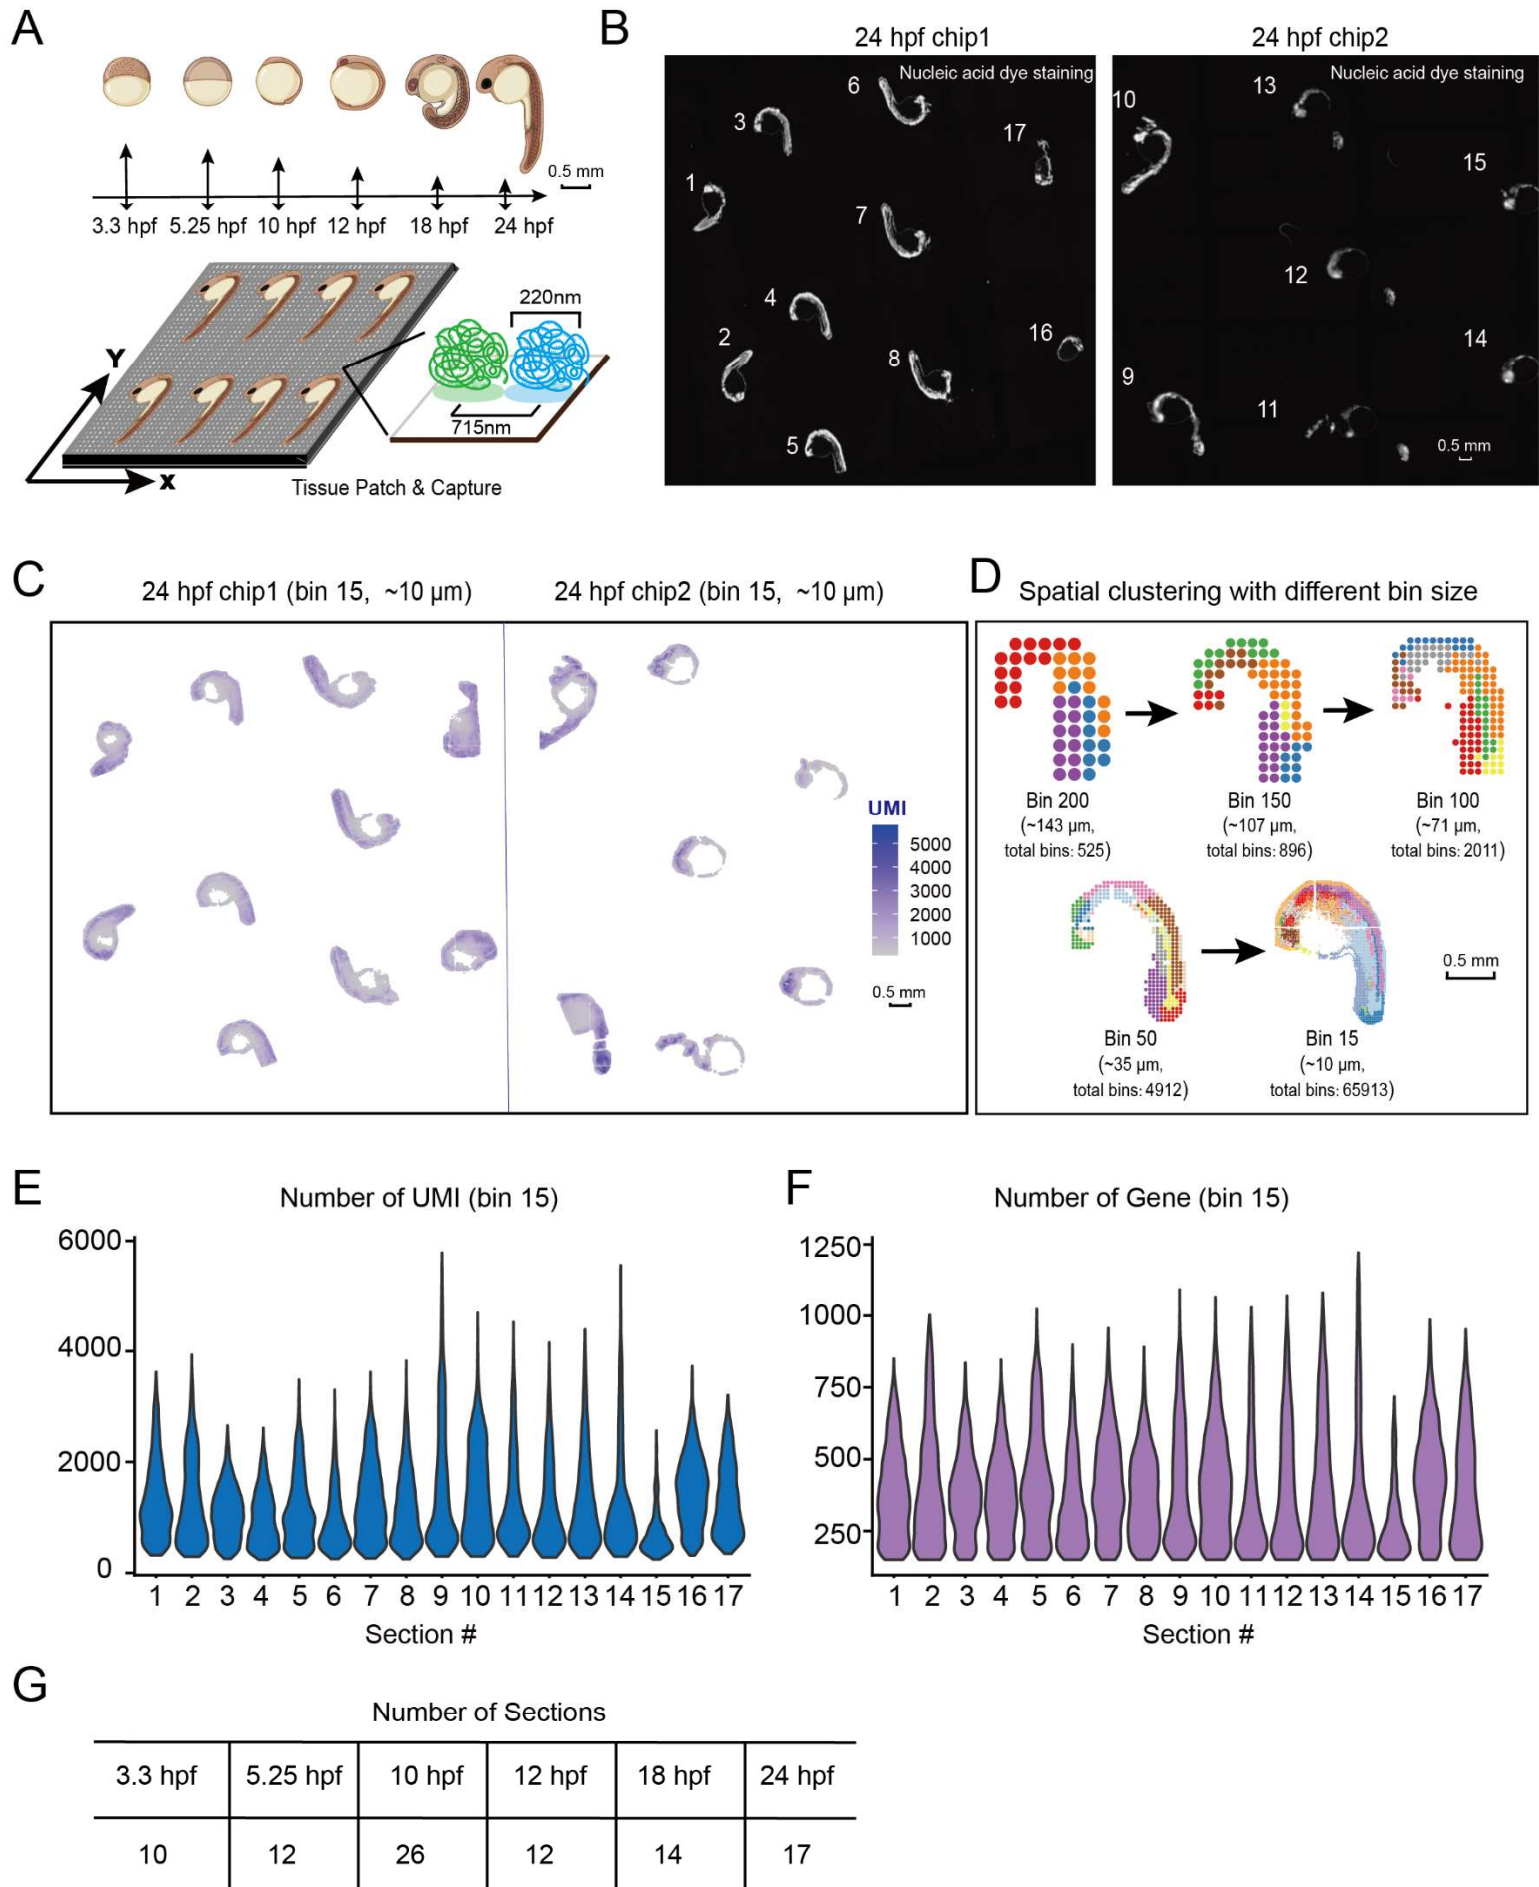 A
0.5 mm
3.3 hpf 5.25 hpf 10 hpf 12 hpf 18 hpf 24 hpf
Y
X
220nm
715nm
Tissue Patch & Capture
B
24 hpf chip1
Nucleic acid dye staining
1
2
3
4
5
6
7
8
16
17
24 hpf chip2
Nucleic acid dye staining
9
10
11
12
13
14
15
0.5 mm
C
24 hpf chip1 (bin 15, ~10 µm)
24 hpf chip2 (bin 15, ~10 µm)
UMI
5000
4000
3000
2000
1000
0.5 mm
D
Spatial clustering with different bin size
Bin 200
(~143 µm,
total bins: 525)
Bin 150
(~107 µm,
total bins: 896)
Bin 100
(~71 µm,
total bins: 2011)
Bin 50
(~35 µm,
total bins: 4912)
Bin 15
(~10 µm,
total bins: 65913)
0.5 mm
E
Number of UMI (bin 15)
6000
4000
2000
0
1 2 3 4 5 6 7 8 9 10 11 12 13 14 15 16 17
Section #
F
Number of Gene (bin 15)
1250
1000
750
500
250
1 2 3 4 5 6 7 8 9 10 11 12 13 14 15 16 17
Section #
G
Number of Sections
3.3 hpf 5.25 hpf 10 hpf 12 hpf 18 hpf 24 hpf
10 12 26 12 14 17